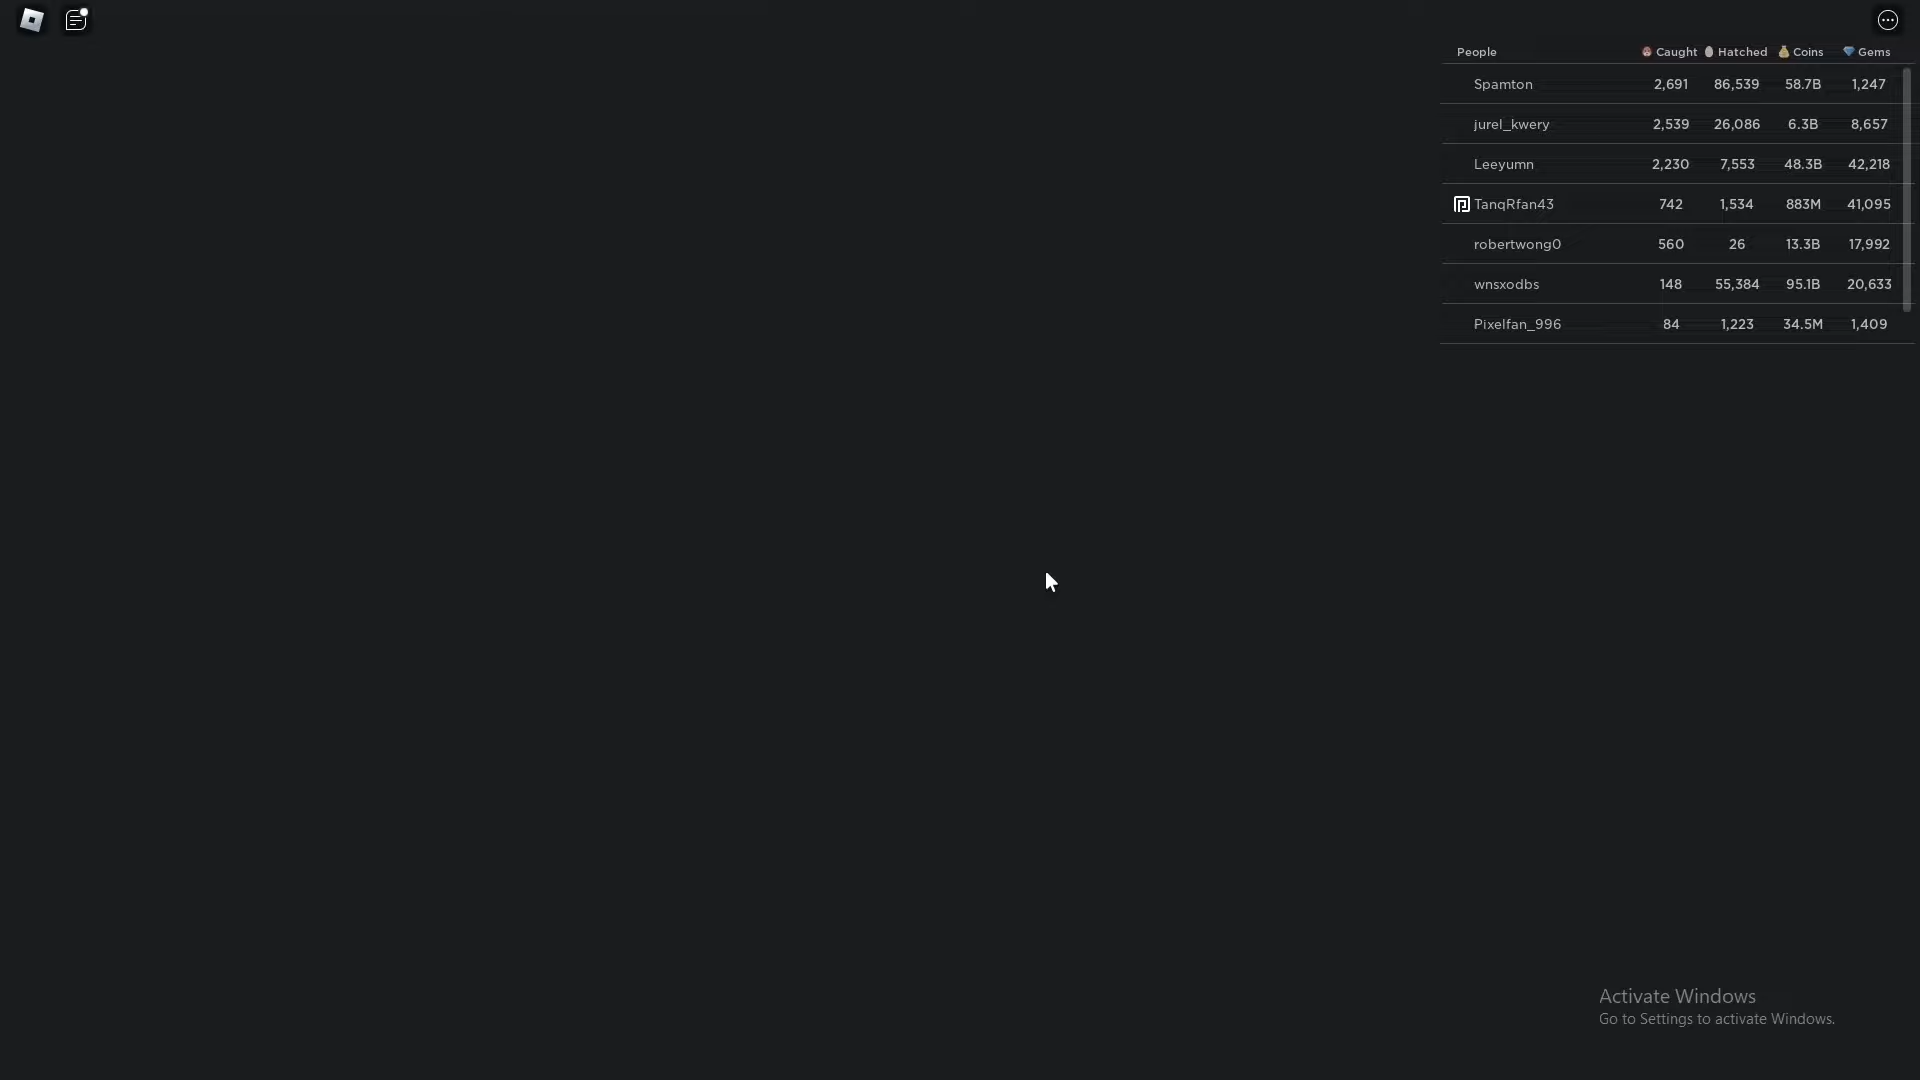 People Caught Hatched Coins Gems
Spamton 2,691 86,539 58.7B 1,247
jurel_kwery 2,539 26,086 6.3B 8,657
Leeyumn 2,230 7,553 48.3B 42,218
TanqRfan43 742 1,534 883M 41,095
robertwong0 560 26 13.3B 17,992
wnsxodbs 148 55,384 95.1B 20,633
Pixelfan_996 84 1,223 34.5M 1,409
Activate Windows
Go to Settings to activate Windows.